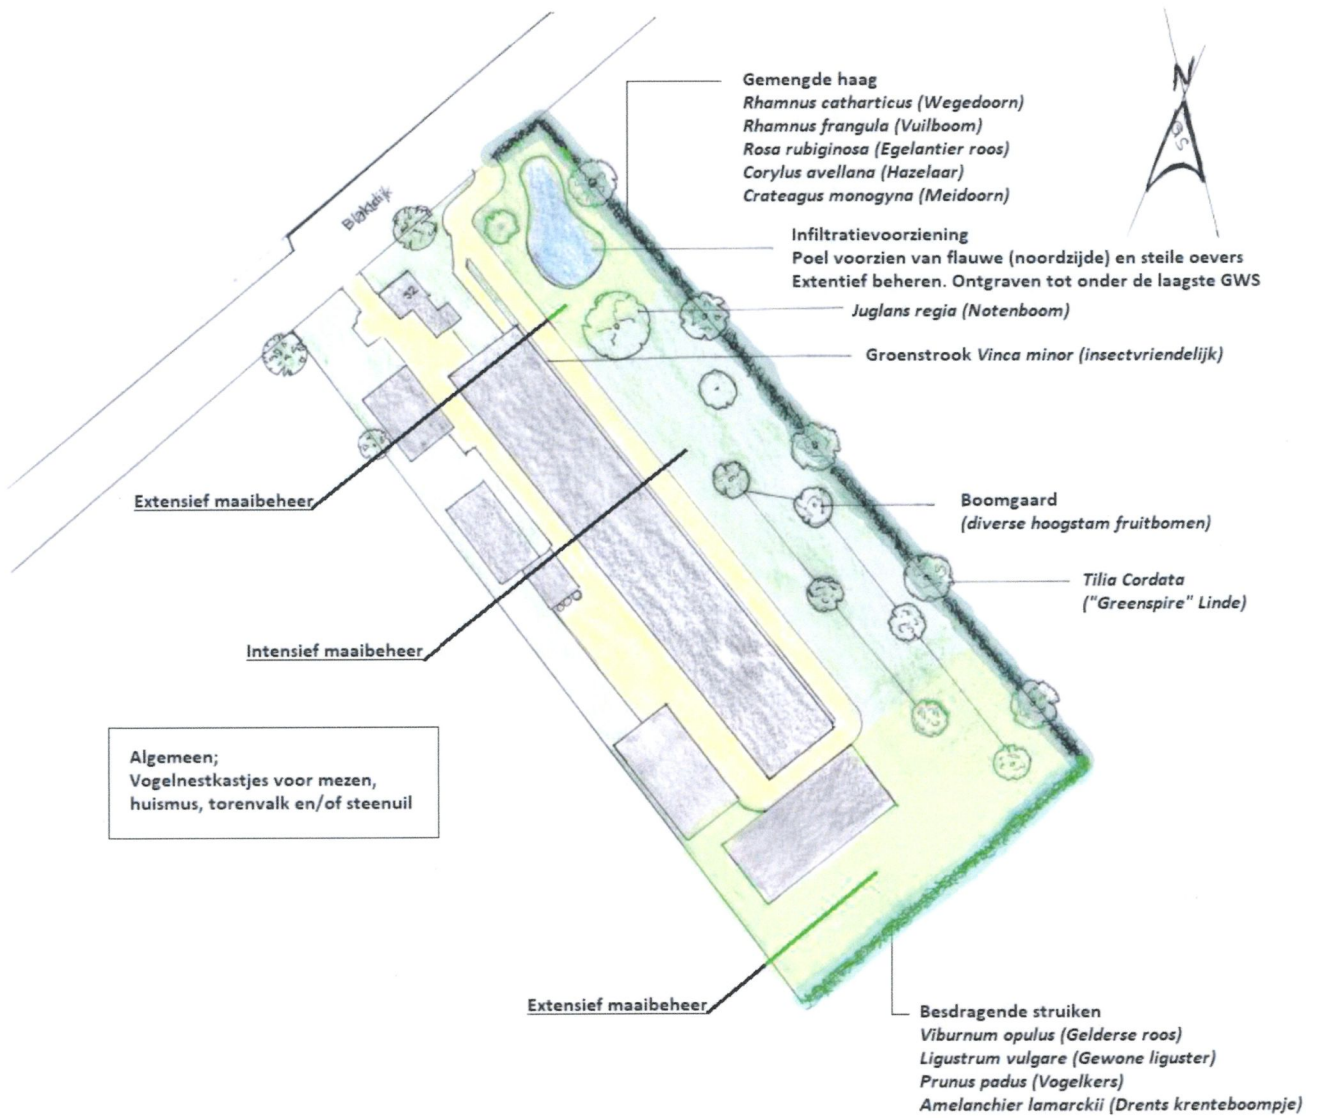 Gemengde haag
Rhamnus catharticus (Wegedoorn)
Rhamnus frangula (Vuilboom)
Rosa rubiginosa (Egelantier roos)
Corylus avellana (Hazelaar)
Crateagus monogyna (Meidoorn)
N
GS
Blakdijk
Infiltratievoorziening
Poel voorzien van flauwe (noordzijde) en steile oevers
Extentief beheren. Ontgraven tot onder de laagste GWS
52
Juglans regia (Notenboom)
Groenstrook Vinca minor (insectvriendelijk)
Extensief maaibeheer
Boomgaard
(diverse hoogstam fruitbomen)
Tilia Cordata
("Greenspire" Linde)
Intensief maaibeheer
Algemeen;
Vogelnestkastjes voor mezen,
huismus, torenvalk en/of steenuil
Extensief maaibeheer
Besdragende struiken
Viburnum opulus (Gelderse roos)
Ligustrum vulgare (Gewone liguster)
Prunus padus (Vogelkers)
Amelanchier lamarckii (Drents krenteboompje)